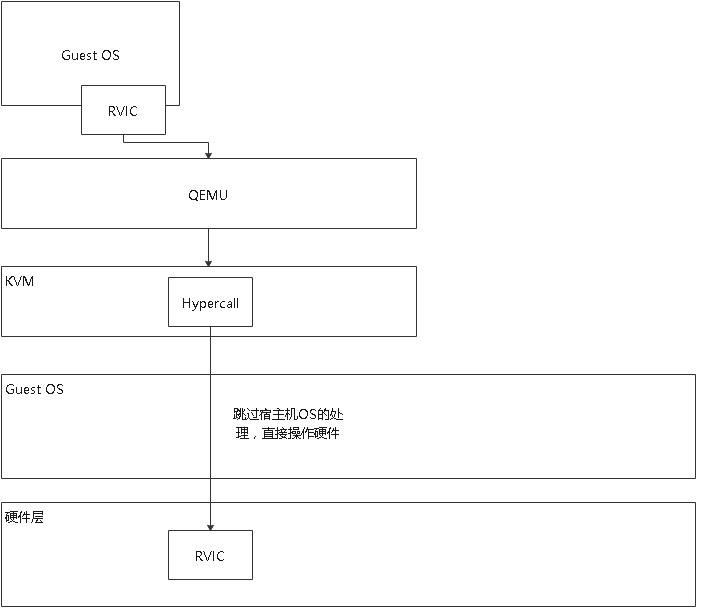 Guest OS
RVIC
QEMU
KVM
Hypercall
Guest OS
跳过宿主机OS的处
理，直接操作硬件
硬件层
RVIC